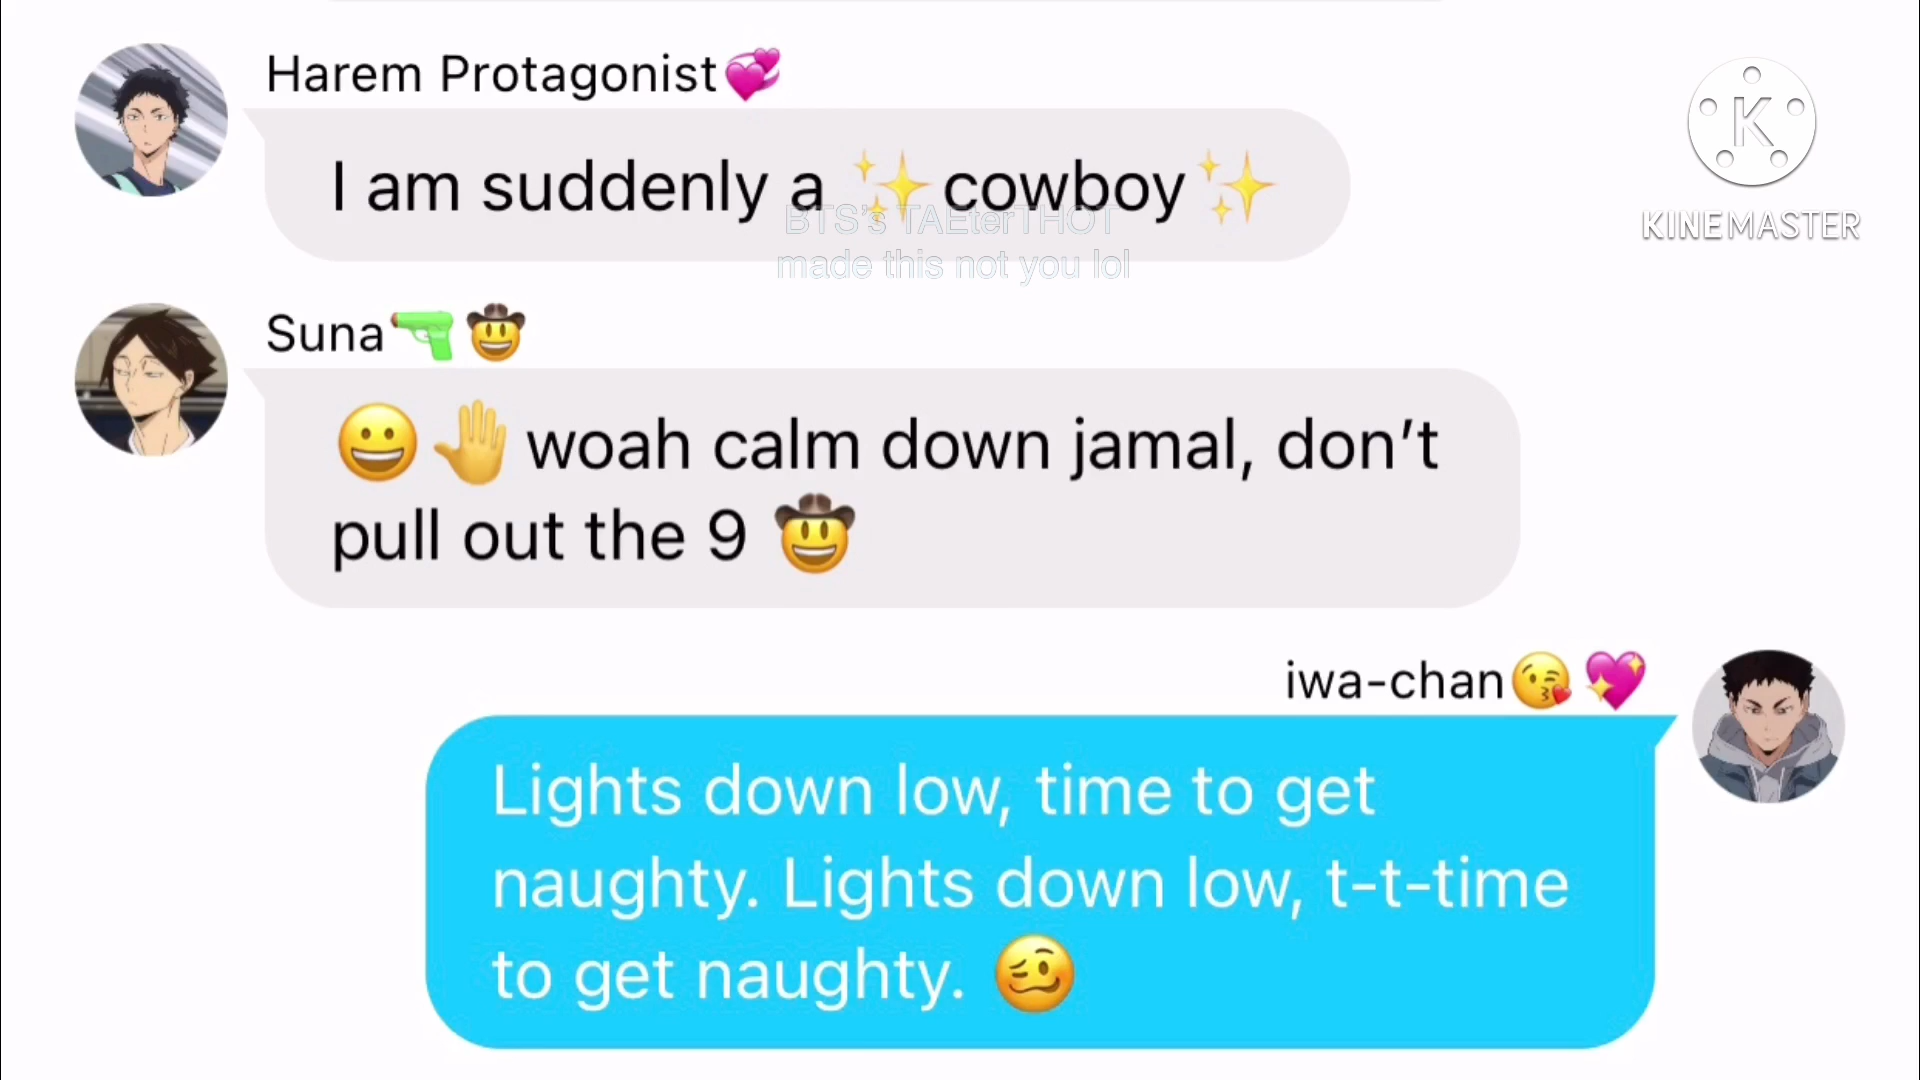 Harem Protagonist💞
I am suddenly a ✨cowboy✨
BTS's TAEterTHOT
made this not you lol
K
KINEMASTER
Suna🔫🤠
😀🤚 woah calm down jamal, don’t
pull out the 9 🤠
iwa-chan😘💖
Lights down low, time to get
naughty. Lights down low, t-t-time
to get naughty. 🥴